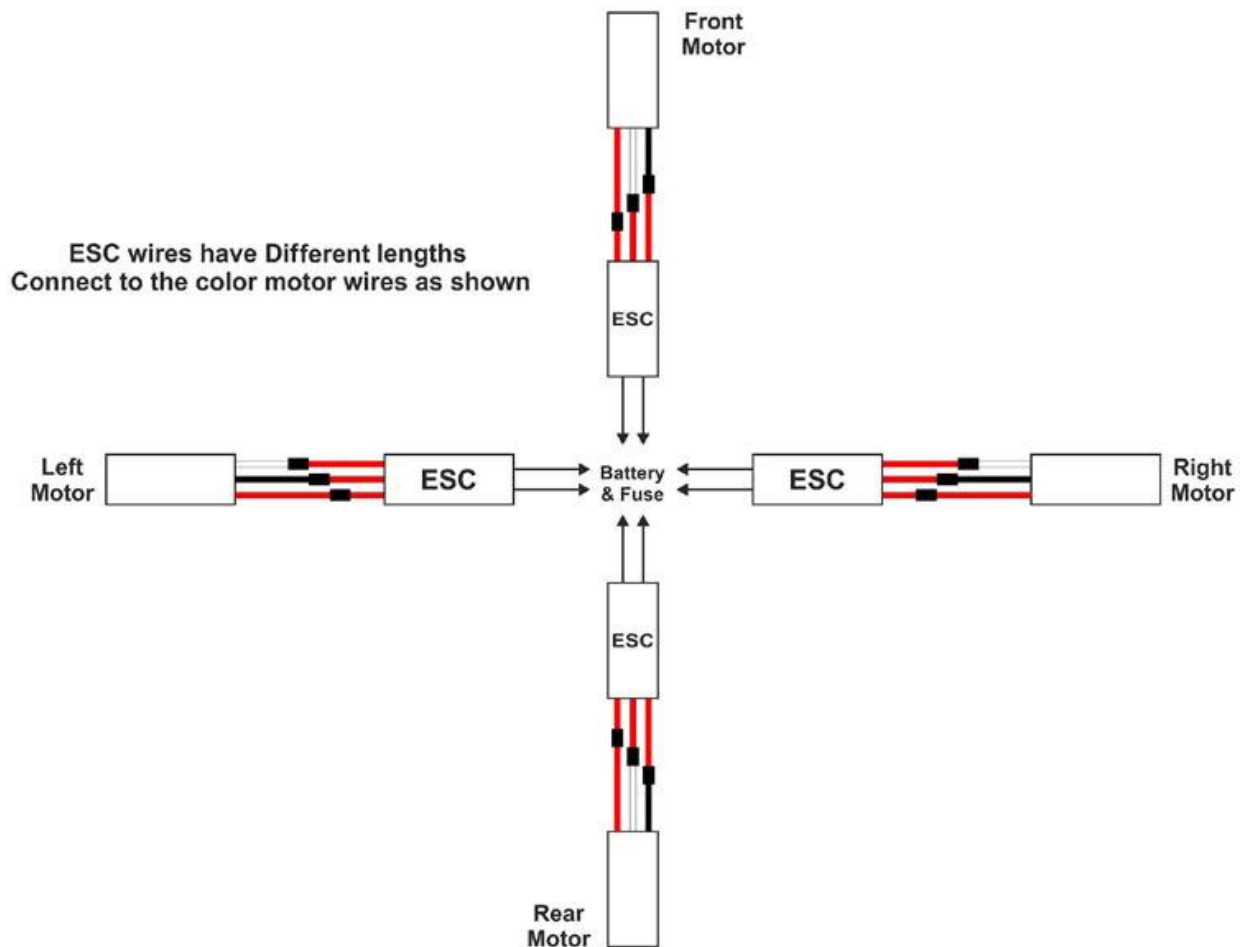 Front
Motor
ESC wires have Different lengths
Connect to the color motor wires as shown
ESC
Left
Motor
ESC
Battery
& Fuse
ESC
Right
Motor
ESC
Rear
Motor